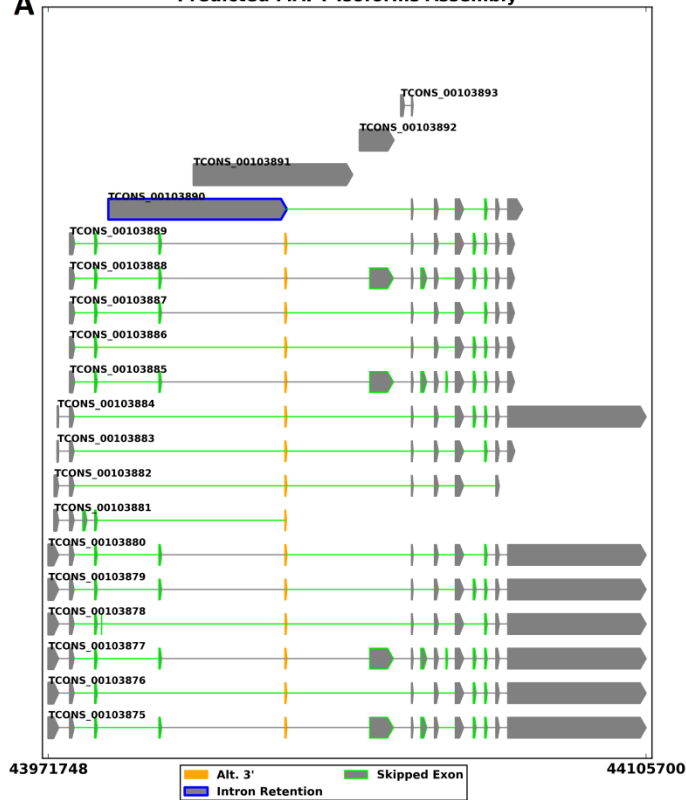 A
TCONS_00103893
TCONS_00103892
TCONS_00103891
TCONS_00103890
TCONS_00103889
TCONS_00103888
TCONS_00103887
TCONS_00103886
TCONS_00103885
TCONS_00103884
TCONS_00103883
TCONS_00103882
TCONS_00103881
TCONS_00103880
TCONS_00103879
TCONS_00103878
TCONS_00103877
TCONS_00103876
TCONS_00103875
43971748 44105700
Alt. 3' Skipped Exon
Intron Retention